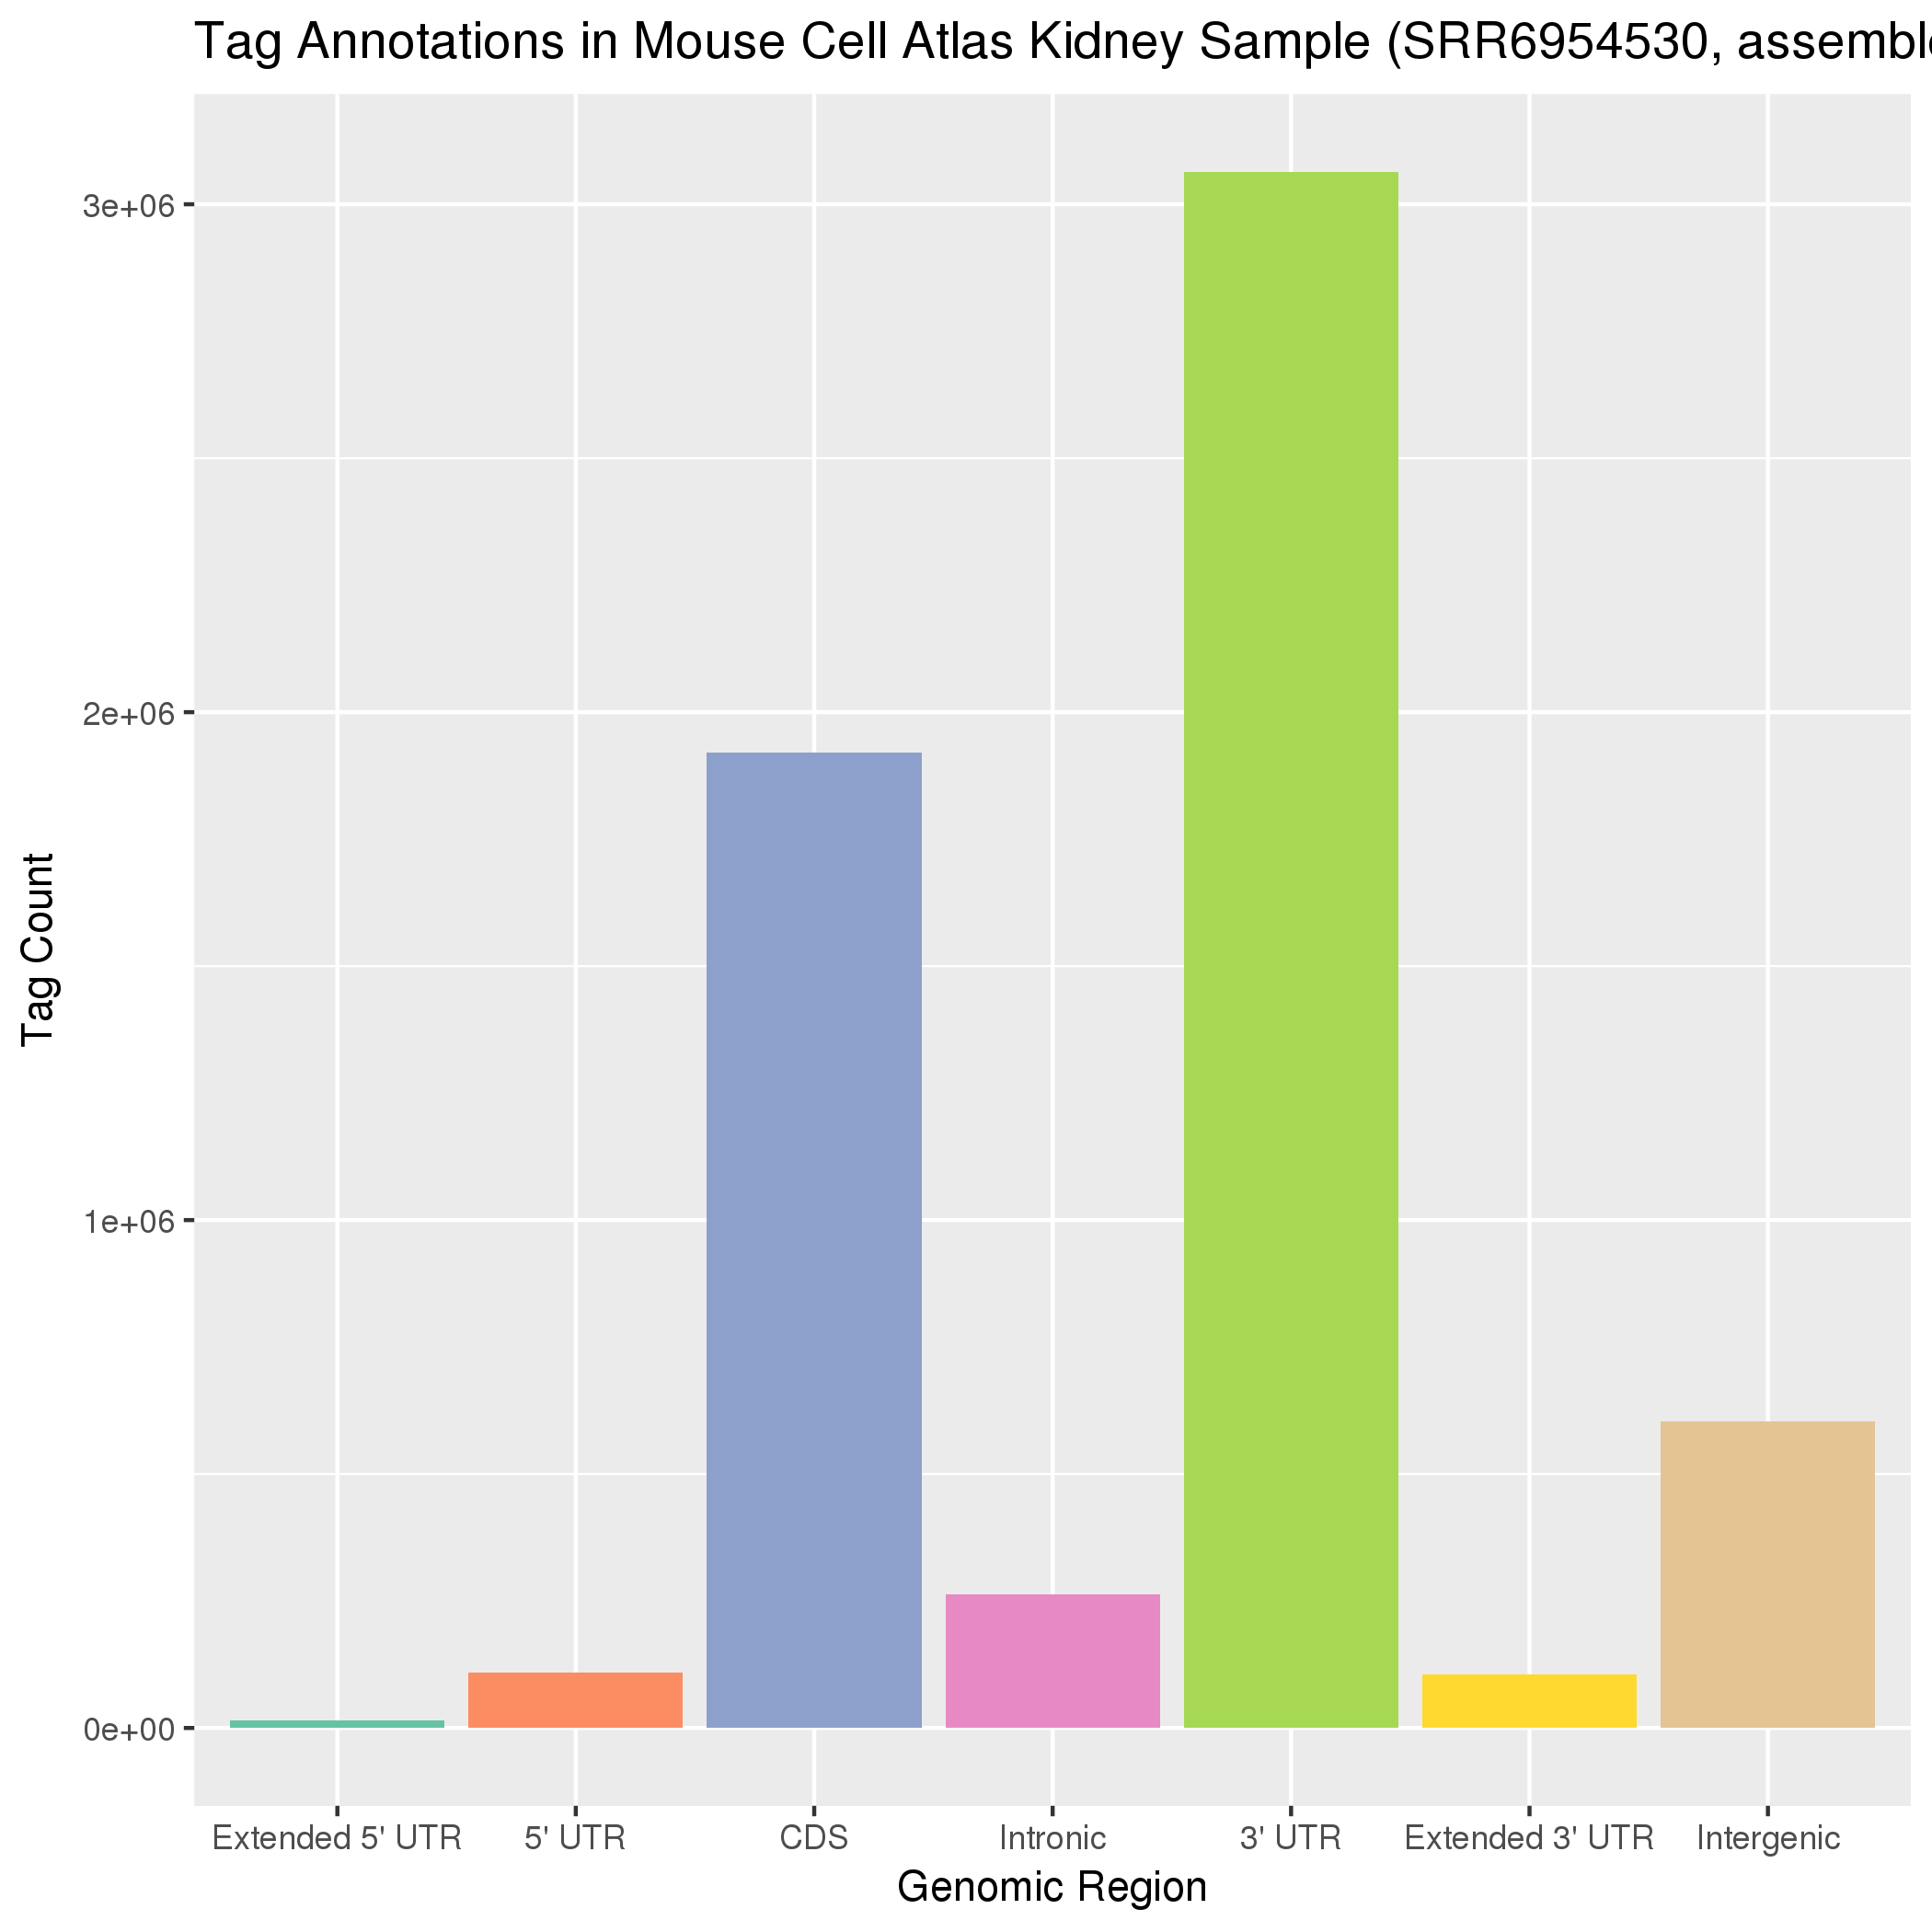 Tag Annotations in Mouse Cell Atlas Kidney Sample (SRR6954530,
3e+06
2e+06
1e+06
0e+00
Tag Count
Extended 5' UTR 5' UTR CDS Intronic 3' UTR Extended 3' UTR Intergenic
Genomic Region